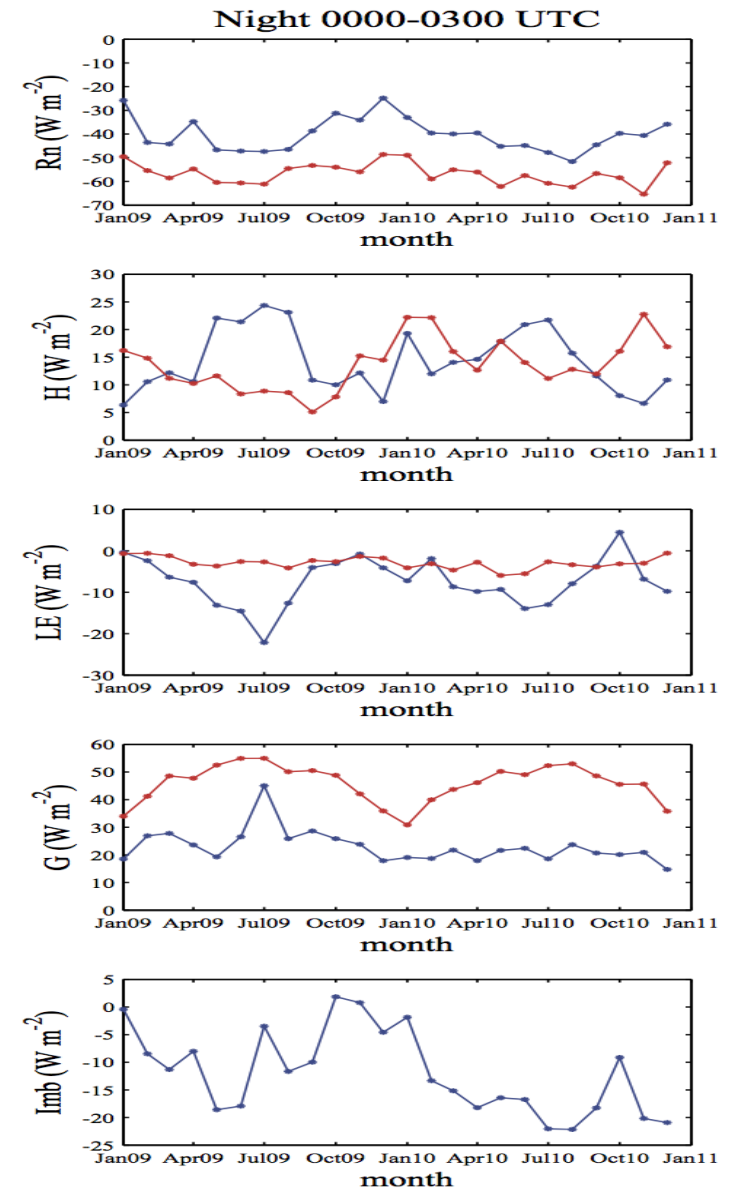 Night 0000-0300 UTC
Rn (W m-2)
0
-10
-20
-30
-40
-50
-60
-70
Jan09 Apr09 Jul09 Oct09 Jan10 Apr10 Jul10 Oct10 Jan11
month
H (W m-2)
30
25
20
15
10
5
0
Jan09 Apr09 Jul09 Oct09 Jan10 Apr10 Jul10 Oct10 Jan11
month
LE (W m-2)
10
0
-10
-20
-30
Jan09 Apr09 Jul09 Oct09 Jan10 Apr10 Jul10 Oct10 Jan11
month
G (W m-2)
60
50
40
30
20
10
0
Jan09 Apr09 Jul09 Oct09 Jan10 Apr10 Jul10 Oct10 Jan11
month
Imb (W m-2)
5
0
-5
-10
-15
-20
-25
Jan09 Apr09 Jul09 Oct09 Jan10 Apr10 Jul10 Oct10 Jan11
month